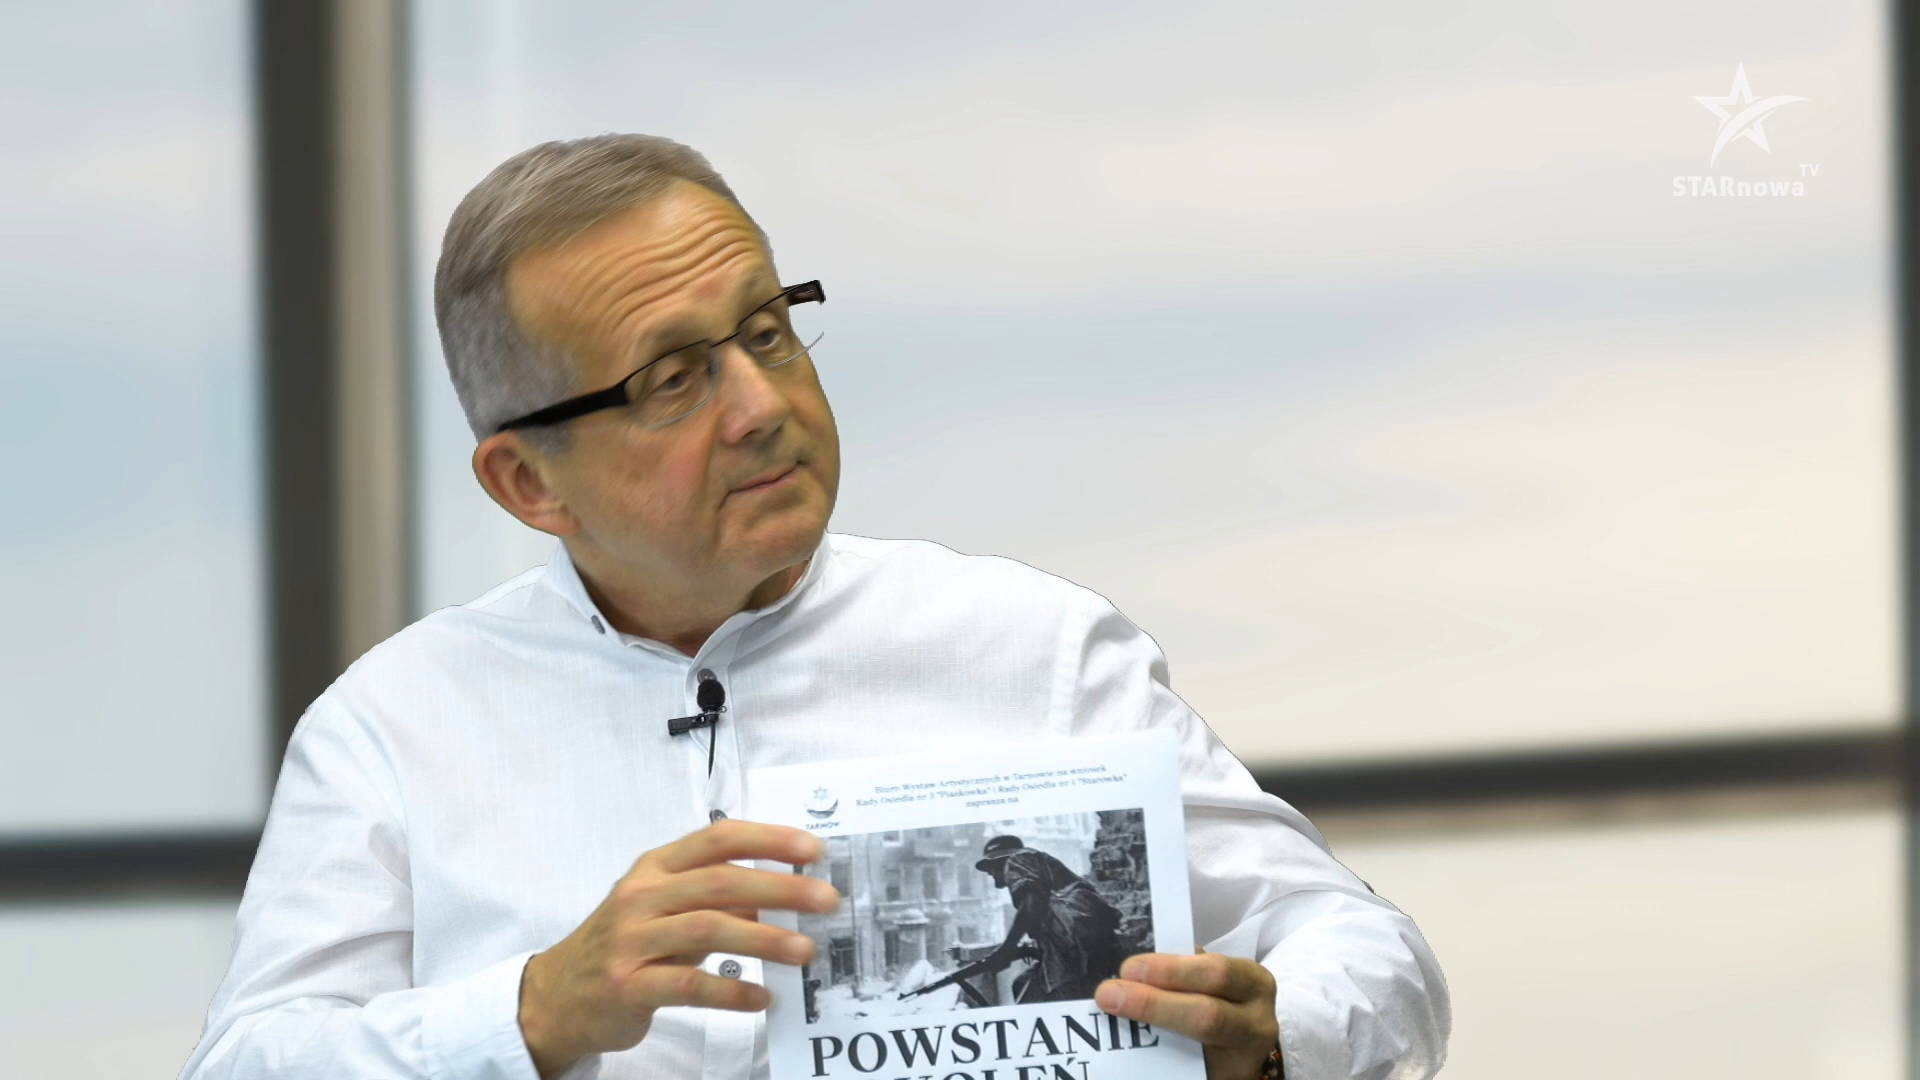 TV
STARnowa
Biuro Wystaw Artystycznych w Tarnowie na wniosek
Rady Osiedla nr 3 "Piaskówka" i Rady Osiedla nr 1 "Starówka"
zaprasza na
TARNÓW
POWSTANIE